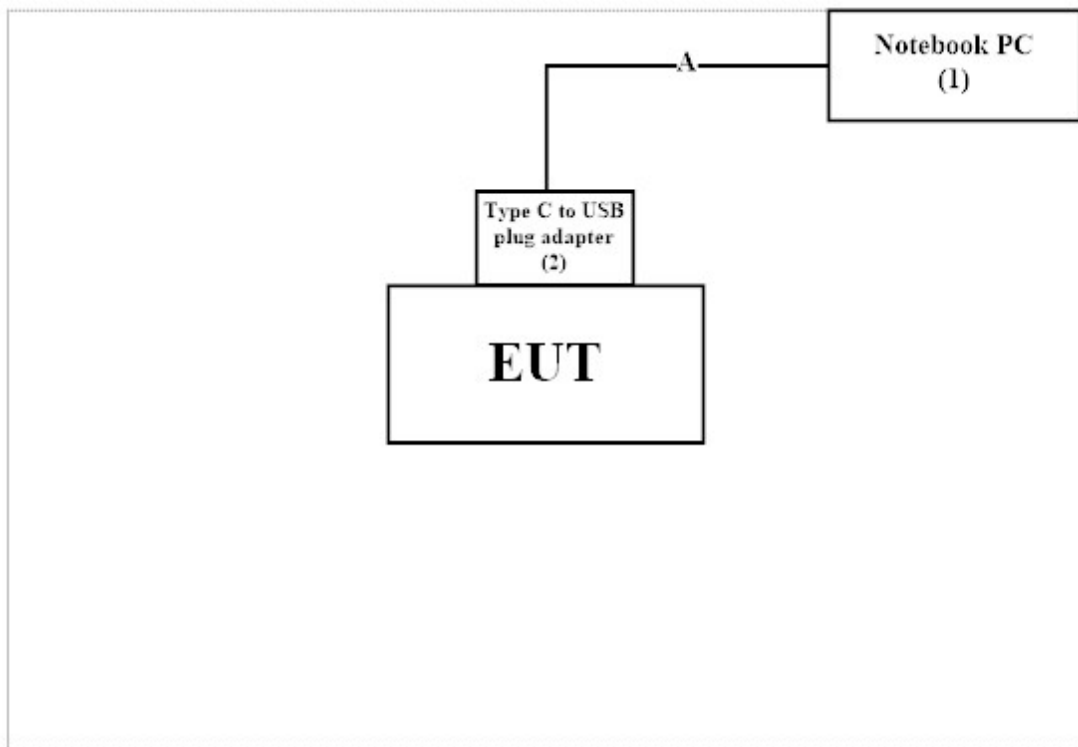 Notebook PC
(1)
A
Type C to USB
plug adapter
(2)
EUT